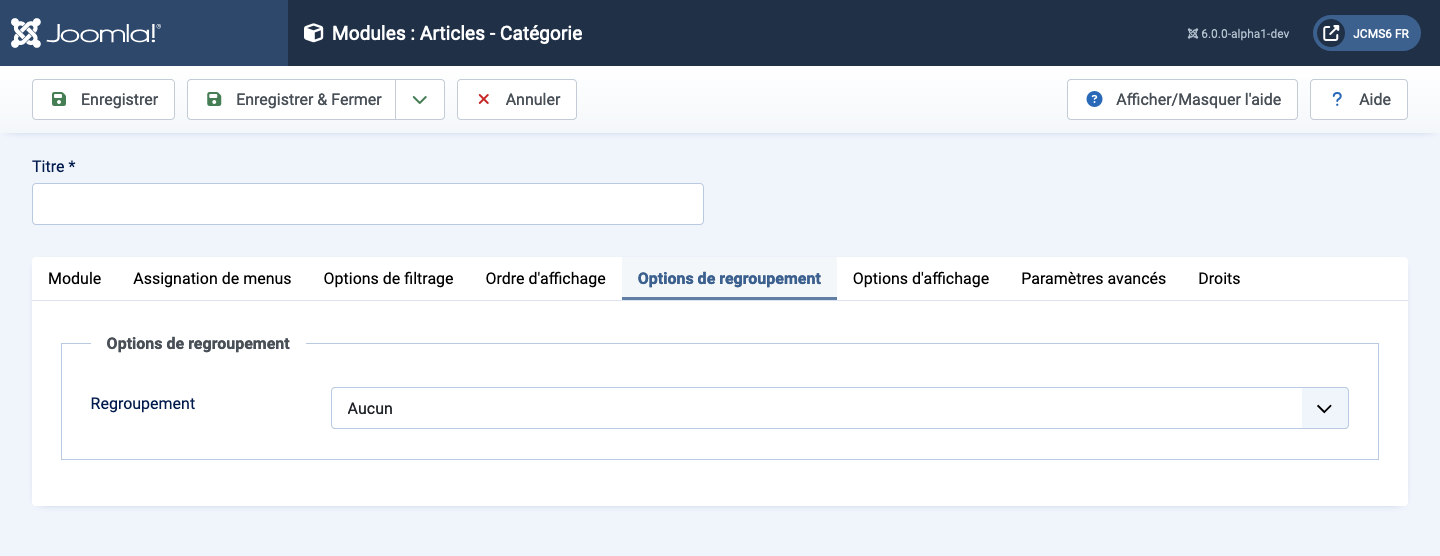 Joomla!®
Modules : Articles - Catégorie
6.0.0-alpha1-dev
JCMS6 FR
Enregistrer
Enregistrer & Fermer
Annuler
Afficher/Masquer l'aide
? Aide
Titre *
Module
Assignation de menus
Options de filtrage
Ordre d'affichage
Options de regroupement
Options d'affichage
Paramètres avancés
Droits
Options de regroupement
Regroupement
Aucun